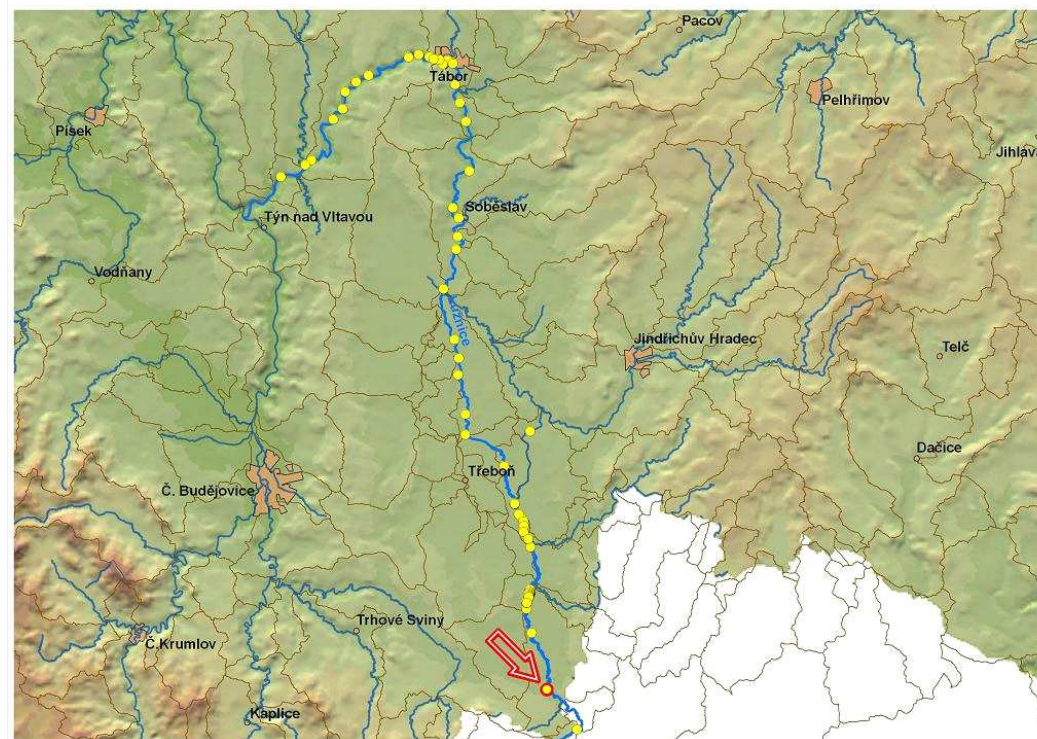 Pacov
Tábor
Pelhřimov
Písek
Jihlava
Soběslav
Týn nad Vltavou
Vodňany
Jindřichův Hradec
Telč
Dačice
Třeboň
Č. Budějovice
Trhové Sviny
Č.Krumlov
Kaplice